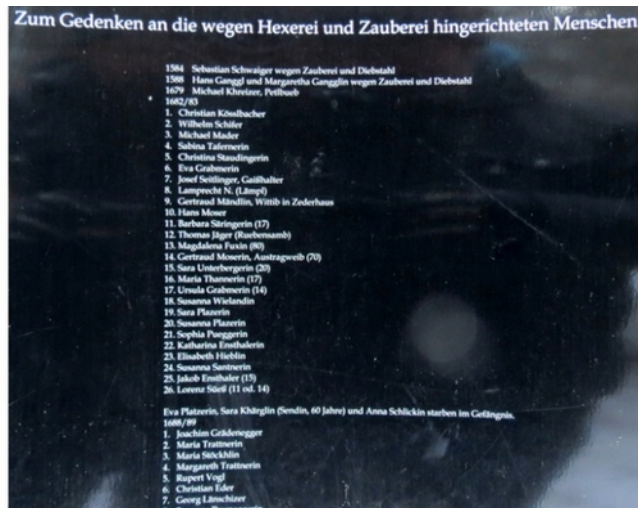 Zum Gedenken an die wegen Hexerei und Zauberei hingerichteten Menschen
1584 Sebastian Schwaiger wegen Zauberei und Diebstahl
1588 Hans Ganggl und Margaretha Gangglin wegen Zauberei und Diebstahl
1679 Michael Khreizer, Petlbueb
1682/83
1. Christian Kösslbacher
2. Wilhelm Schifer
3. Michael Mader
4. Sabina Tafernerin
5. Christina Staudingerin
6. Eva Grabmerin
7. Josef Seitlinger, Gaißhalter
8. Lamprecht N. (Lämpl)
9. Gertraud Mändlin, Wittib in Zederhaus
10. Hans Moser
11. Barbara Säringerin (17)
12. Thomas Jäger (Ruebensamb)
13. Magdalena Fuxin (80)
14. Gertraud Moserin, Austragweib (70)
15. Sara Unterbergerin (20)
16. Maria Thannerin (17)
17. Ursula Grabmerin (14)
18. Susanna Wielandin
19. Sara Plazerin
20. Susanna Plazerin
21. Sophia Pueggerin
22. Katharina Ensthalerin
23. Elisabeth Hieblin
24. Susanna Santnerin
25. Jakob Ensthaler (15)
26. Lorenz Stieß (11 od. 14)
Eva Platzerin, Sara Khärglin (Sendin, 60 Jahre) und Anna Schlickin starben im Gefängnis.
1688/89
1. Joachim Grädenegger
2. Maria Trattnerin
3. Maria Stöckhlin
4. Margareth Trattnerin
5. Rupert Vogl
6. Christian Eder
7. Georg Länschizer